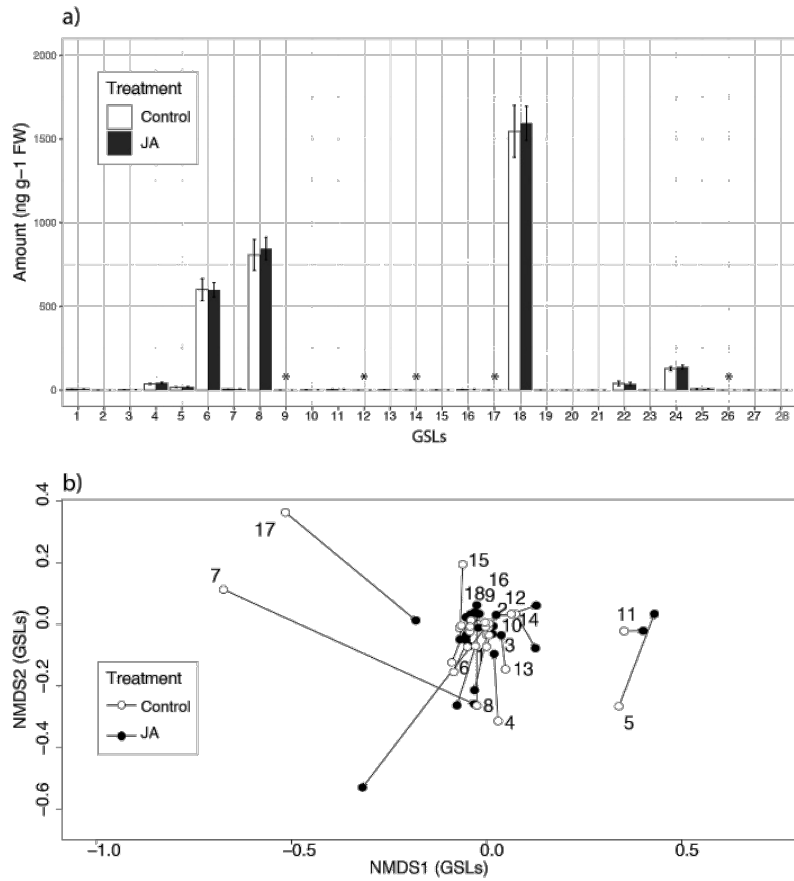 a)
2000
1500
1000
500
0
Amount (ng g−1 FW)
Treatment
Control
JA
* * * * *
1 2 3 4 5 6 7 8 9 10 11 12 13 14 15 16 17 18 19 20 21 22 23 24 25 26 27 28
GSLs
b)
0.4
0.2
0.0
−0.2
−0.4
−0.6
NMDS2 (GSLs)
17
7
15
16
18
9
12
2
14
10
3
13
6
8
4
11
5
Treatment
Control
JA
−1.0 −0.5 0.0 0.5
NMDS1 (GSLs)